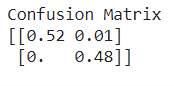 Confusion Matrix
[[0.52 0.01]
 [0.   0.48]]